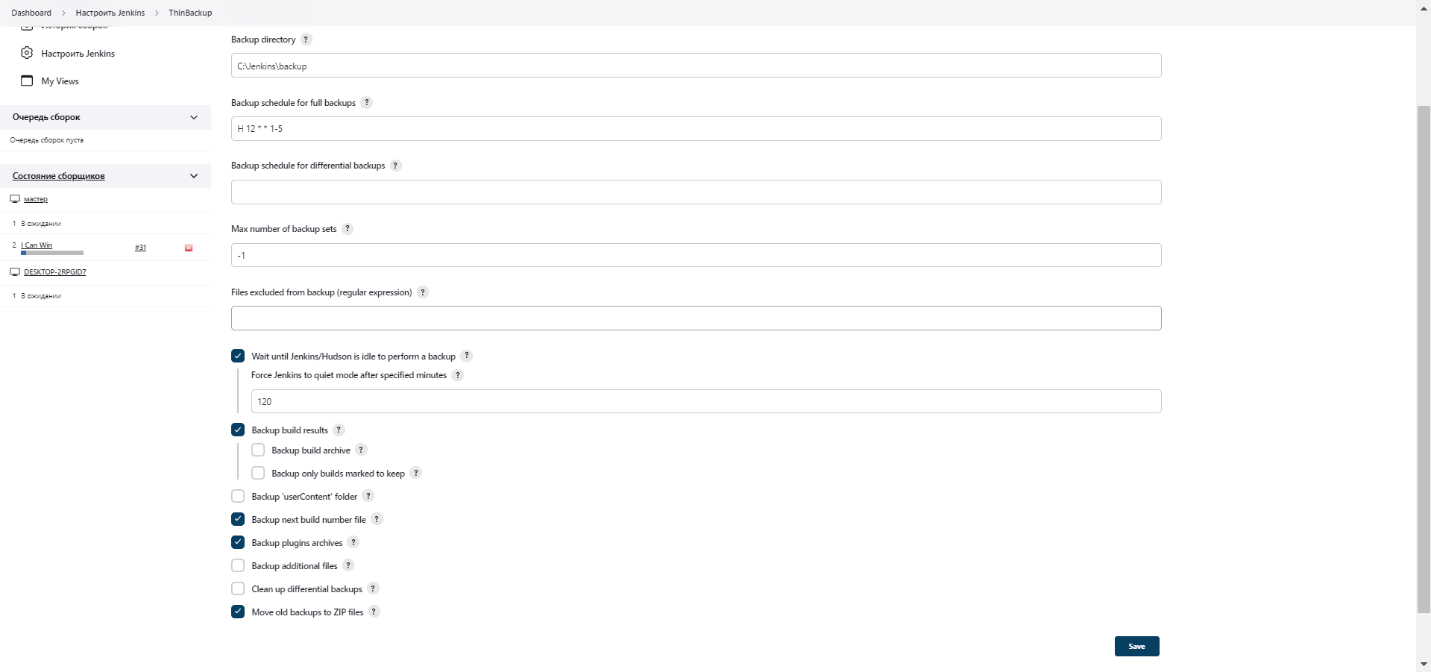 Dashboard > Настроить Jenkins > ThinBackup
История сборок
Настроить Jenkins
My Views
Очередь сборок
Очередь сборок пуста
Состояние сборщиков
мастер
1 В ожидании
2 I Can Win #31
DESKTOP-2RPGID7
1 В ожидании
Backup directory ?
C:\Jenkins\backup
Backup schedule for full backups ?
H 12 * * 1-5
Backup schedule for differential backups ?
Max number of backup sets ?
-1
Files excluded from backup (regular expression) ?
Wait until Jenkins/Hudson is idle to perform a backup ?
Force Jenkins to quiet mode after specified minutes ?
120
Backup build results ?
Backup build archive ?
Backup only builds marked to keep ?
Backup 'userContent' folder ?
Backup next build number file ?
Backup plugins archives ?
Backup additional files ?
Clean up differential backups ?
Move old backups to ZIP files ?
Save